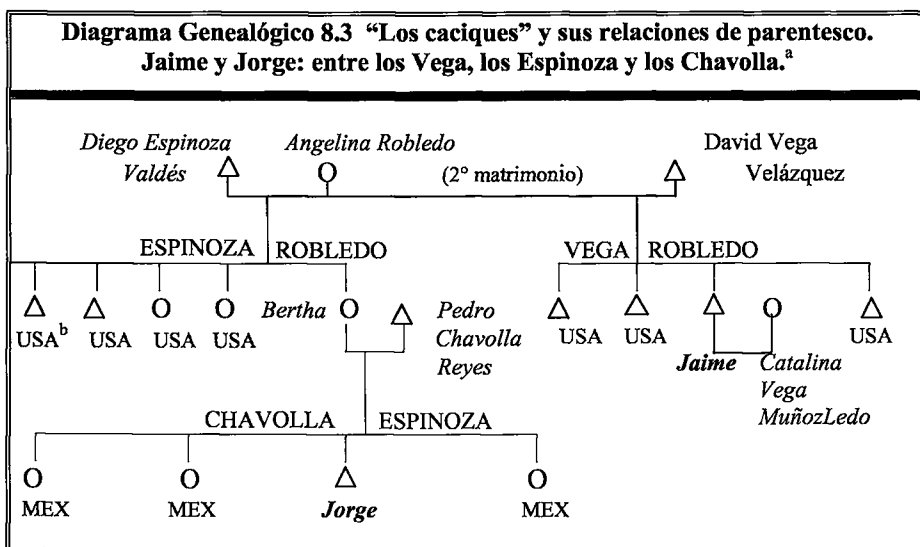 Diagrama Genealógico 8.3 “Los caciques” y sus relaciones de parentesco.
Jaime y Jorge: entre los Vega, los Espinoza y los Chavolla.ª
Diego Espinoza Valdés
Angelina Robledo
(2° matrimonio)
David Vega
Velázquez
ESPINOZA ROBLEDO
VEGA ROBLEDO
USAᵇ
USA
USA
USA
Bertha
Pedro
Chavolla
Reyes
USA
USA
Jaime
Catalina
Vega
MuñozLedo
USA
CHAVOLLA ESPINOZA
MEX
MEX
Jorge
MEX